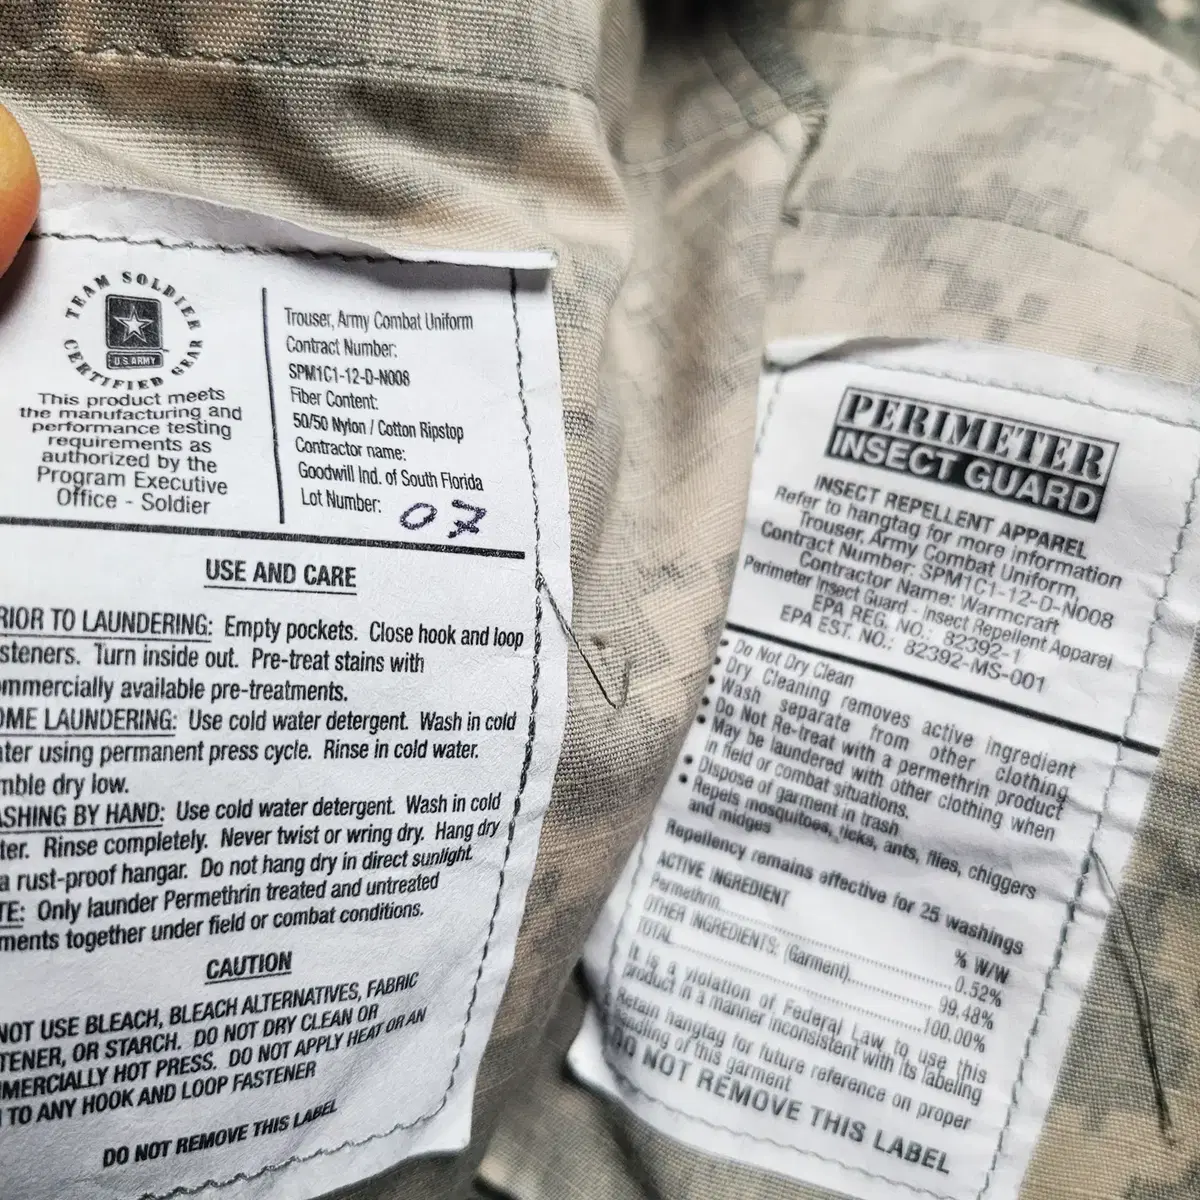 TEAM SOLDIER
CERTIFIED GEAR
U.S. ARMY
This product meets
the manufacturing and
performance testing
requirements as
authorized by the
Program Executive
Office - Soldier
Trouser, Army Combat Uniform
Contract Number:
SPM1C1-12-D-N008
Fiber Content:
50/50 Nylon / Cotton Ripstop
Contractor name:
Goodwill Ind. of South Florida
Lot Number: 07
USE AND CARE
RIOR TO LAUNDERING: Empty pockets. Close hook and loop
steners. Turn inside out. Pre-treat stains with
mmercially available pre-treatments.
OME LAUNDERING: Use cold water detergent. Wash in cold
ater using permanent press cycle. Rinse in cold water.
mble dry low.
ASHING BY HAND: Use cold water detergent. Wash in cold
ter. Rinse completely. Never twist or wring dry. Hang dry
a rust-proof hangar. Do not hang dry in direct sunlight.
TE: Only launder Permethrin treated and untreated
ments together under field or combat conditions.
CAUTION
NOT USE BLEACH, BLEACH ALTERNATIVES, FABRIC
TENER, OR STARCH. DO NOT DRY CLEAN OR
MMERCIALLY HOT PRESS. DO NOT APPLY HEAT OR AN
TO ANY HOOK AND LOOP FASTENER
DO NOT REMOVE THIS LABEL
PERIMETER
INSECT GUARD
INSECT REPELLENT APPAREL
Refer to hangtag for more information
Trouser, Army Combat Uniform,
Contract Number: SPM1C1-12-D-N008
Contractor Name: Warmcraft
Perimeter Insect Guard - Insect Repellent Apparel
EPA REG. NO.: 82392-1
EPA EST. NO.: 82392-MS-001
• Do Not Dry Clean
• Dry Cleaning removes active ingredient
• Wash separate from other clothing
• Do Not Re-treat with a permethrin product
• May be laundered with other clothing when
in field or combat situations.
• Dispose of garment in trash
• Repels mosquitoes, ticks, ants, flies, chiggers
and midges
Repellency remains effective for 25 washings
ACTIVE INGREDIENT % W/W
Permethrin 0.52%
OTHER INGREDIENTS: (Garment) 99.48%
TOTAL 100.00%
It is a violation of Federal Law to use this
product in a manner inconsistent with its labeling
Retain hangtag for future reference on proper
handling of this garment
DO NOT REMOVE THIS LABEL